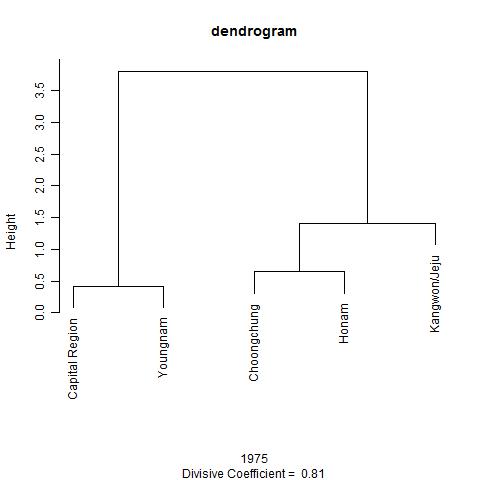 dendrogram
Height
3.5
3.0
2.5
2.0
1.5
1.0
0.5
0.0
Capital Region
Youngnam
Choongchung
Honam
Kangwon/Jeju
1975
Divisive Coefficient = 0.81